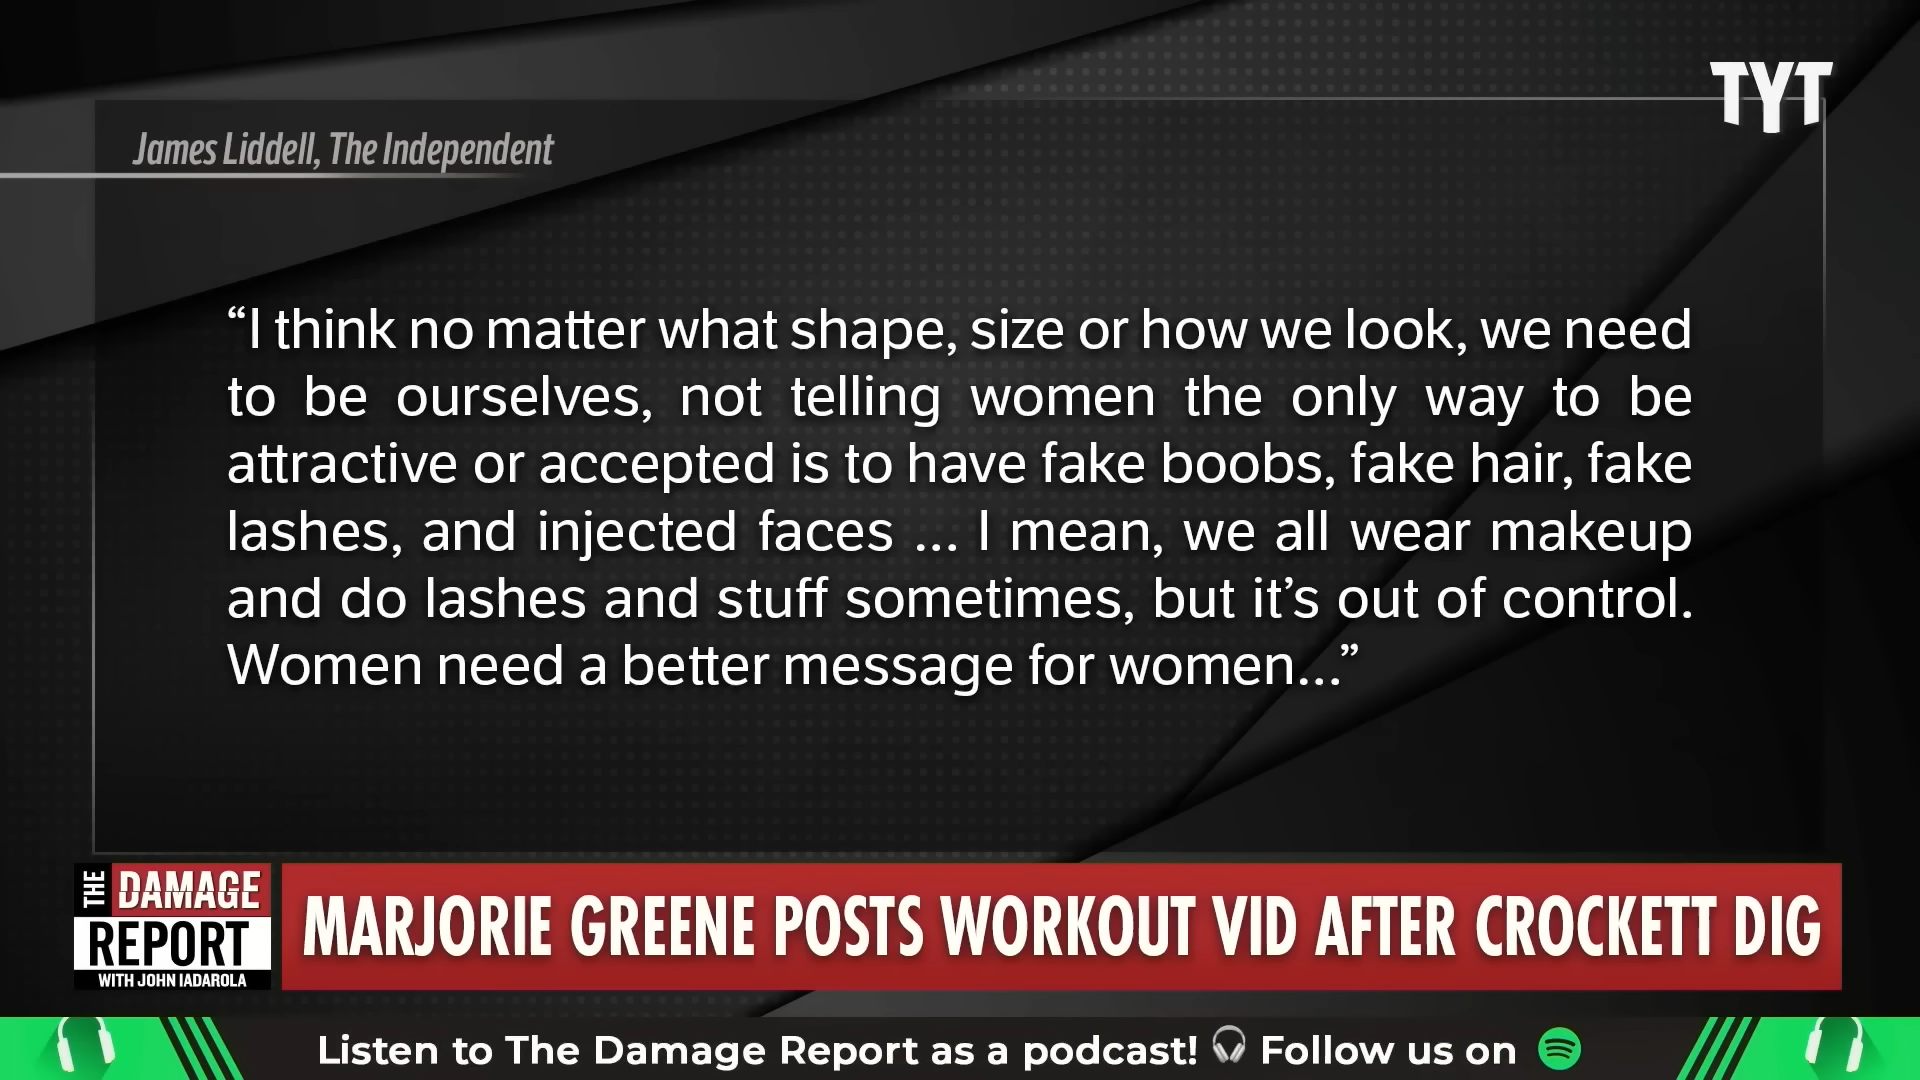 TYT
James Liddell, The Independent
“I think no matter what shape, size or how we look, we need
to be ourselves, not telling women the only way to be
attractive or accepted is to have fake boobs, fake hair, fake
lashes, and injected faces ... I mean, we all wear makeup
and do lashes and stuff sometimes, but it’s out of control.
Women need a better message for women...”
THE DAMAGE
REPORT
WITH JOHN IADAROLA
MARJORIE GREENE POSTS WORKOUT VID AFTER CROCKETT DIG
Listen to The Damage Report as a podcast! Follow us on